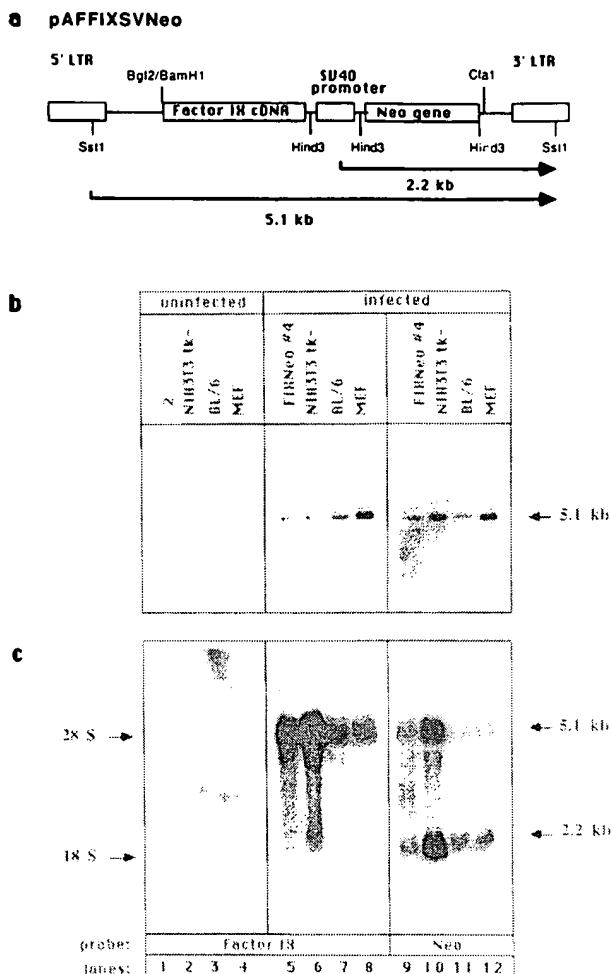 a pAFFIXSVNeo
5' LTR
Bgl2/BamH1
SV40
promoter
Cla1
3' LTR
Factor IX cDNA
Neo gene
Sst1
Hind3
Hind3
Hind3
Sst1
2.2 kb
5.1 kb
b
uninfected
infected
2
NIH3T3 tk-
BL/6
MEF
FIXNeo #4
NIH3T3 tk-
BL/6
MEF
FIXNeo #4
NIH3T3 tk-
BL/6
MEF
5.1 kb
c
28 S
5.1 kb
2.2 kb
18 S
probe: Factor IX Neo
lanes: 1 2 3 4 5 6 7 8 9 10 11 12